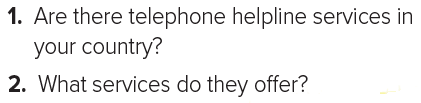 1. Are there telephone helpline services in
your country?
2. What services do they offer?